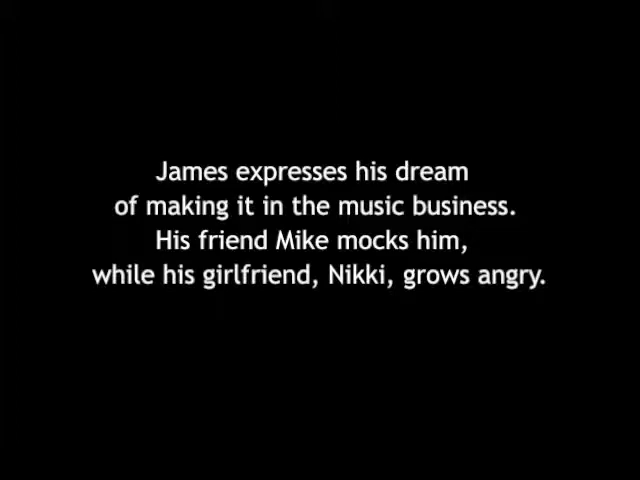 James expresses his dream
of making it in the music business.
His friend Mike mocks him,
while his girlfriend, Nikki, grows angry.